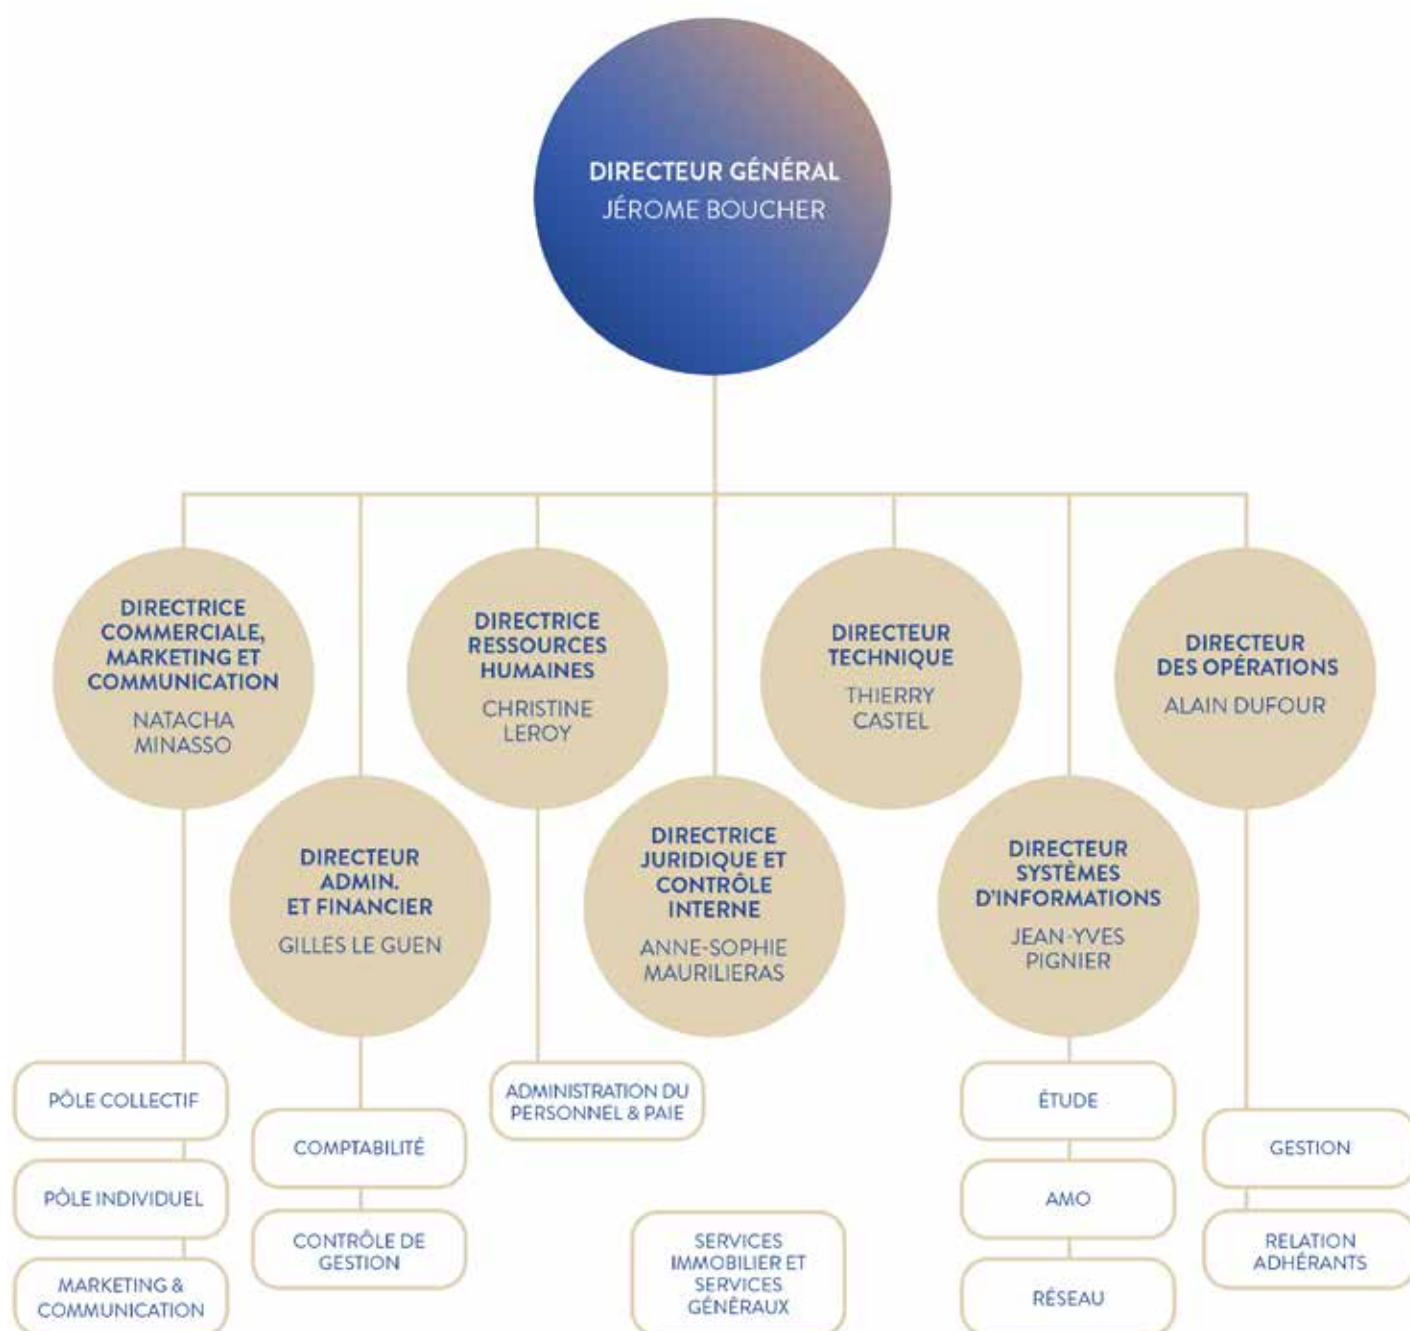 DIRECTEUR GÉNÉRAL
JÉROME BOUCHER
DIRECTRICE
COMMERCIALE,
MARKETING ET
COMMUNICATION
NATACHA
MINASSO
DIRECTRICE
RESSOURCES
HUMAINES
CHRISTINE
LEROY
DIRECTEUR
TECHNIQUE
THIERRY
CASTEL
DIRECTEUR
DES OPÉRATIONS
ALAIN DUFOUR
DIRECTEUR
ADMIN.
ET FINANCIER
GILLES LE GUEN
DIRECTRICE
JURIDIQUE ET
CONTRÔLE
INTERNE
ANNE-SOPHIE
MAURILIERAS
DIRECTEUR
SYSTÈMES
D'INFORMATIONS
JEAN-YVES
PIGNIER
PÔLE COLLECTIF
PÔLE INDIVIDUEL
MARKETING &
COMMUNICATION
COMPTABILITÉ
CONTRÔLE DE
GESTION
ADMINISTRATION DU
PERSONNEL & PAIE
SERVICES
IMMOBILIER ET
SERVICES
GÉNÉRAUX
ÉTUDE
AMO
RÉSEAU
GESTION
RELATION
ADHÉRANTS